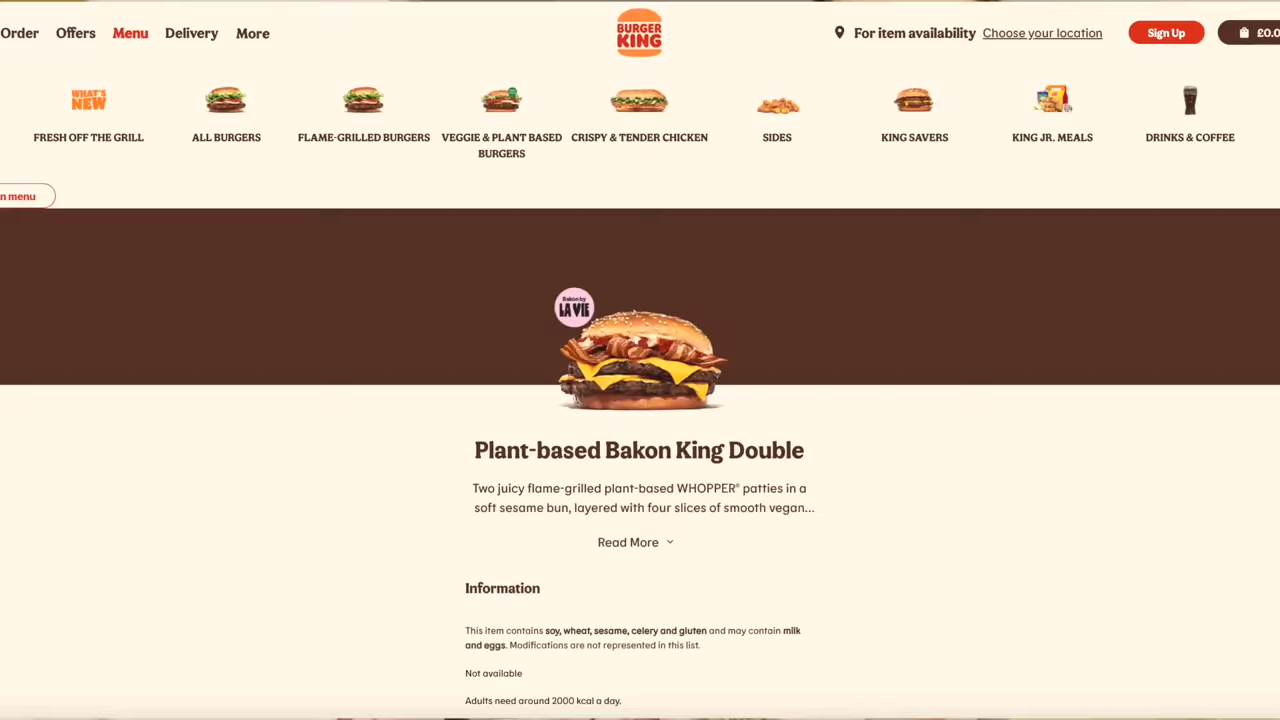 Order Offers Menu Delivery More
BURGER
KING
For item availability Choose your location
Sign Up
£0.0
WHAT'S
NEW
FRESH OFF THE GRILL
ALL BURGERS
FLAME-GRILLED BURGERS
VEGGIE & PLANT BASED
BURGERS
CRISPY & TENDER CHICKEN
SIDES
KING SAVERS
KING JR. MEALS
DRINKS & COFFEE
n menu
Bakon by
LA VIE
Plant-based Bakon King Double
Two juicy flame-grilled plant-based WHOPPER® patties in a
soft sesame bun, layered with four slices of smooth vegan...
Read More
Information
This item contains soy, wheat, sesame, celery and gluten and may contain milk
and eggs. Modifications are not represented in this list.
Not available
Adults need around 2000 kcal a day.